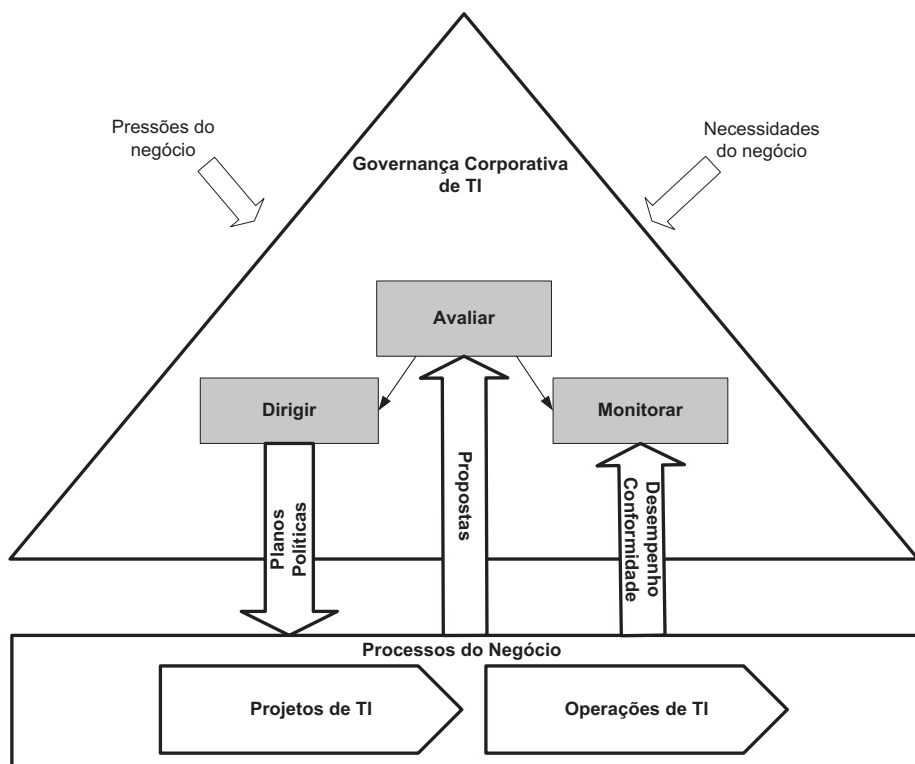 Pressões do
negócio
Necessidades
do negócio
Governança Corporativa
de TI
Avaliar
Dirigir
Monitorar
Planos
Políticas
Propostas
Desempenho
Conformidade
Processos do Negócio
Projetos de TI
Operações de TI